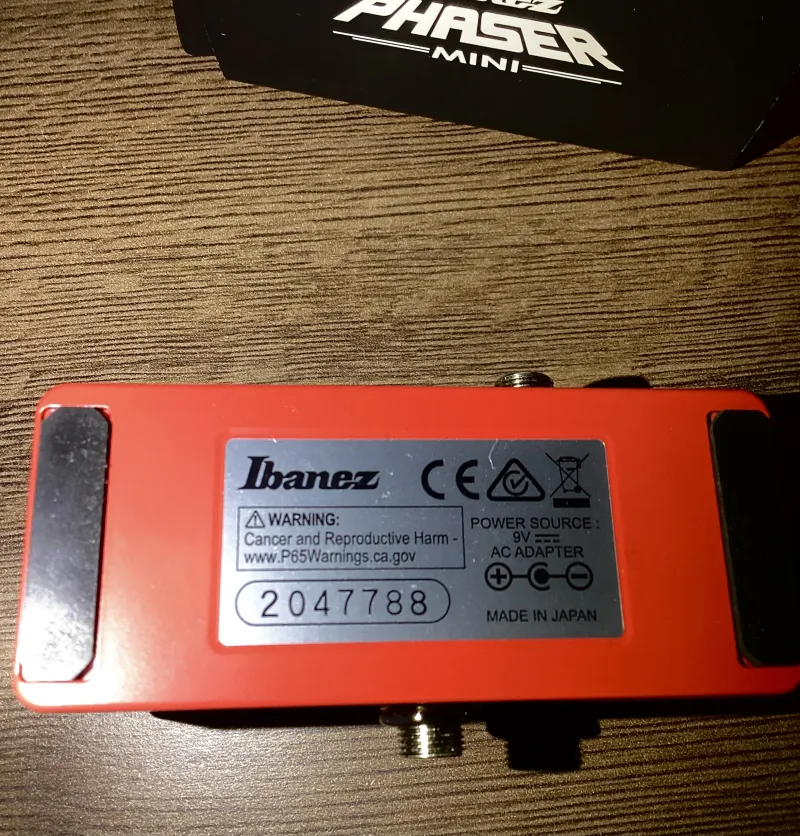 PHASER
MINI
Ibanez
CE
WARNING:
Cancer and Reproductive Harm -
www.P65Warnings.ca.gov
2047788
POWER SOURCE :
9V
AC ADAPTER
MADE IN JAPAN